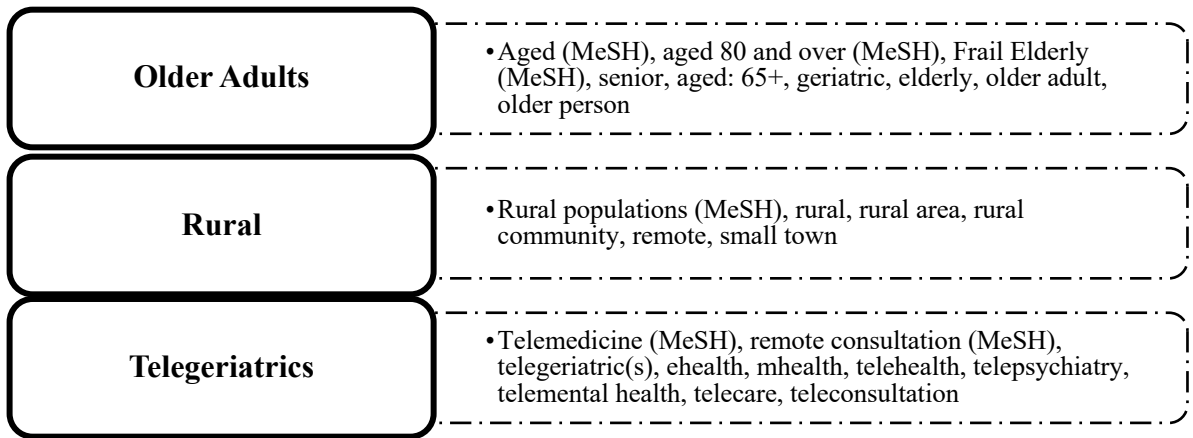 Older Adults
•Aged (MeSH), aged 80 and over (MeSH), Frail Elderly
(MeSH), senior, aged: 65+, geriatric, elderly, older adult,
older person
Rural
•Rural populations (MeSH), rural, rural area, rural
community, remote, small town
Telegeriatrics
•Telemedicine (MeSH), remote consultation (MeSH),
telegeriatric(s), ehealth, mhealth, telehealth, telepsychiatry,
telemental health, telecare, teleconsultation